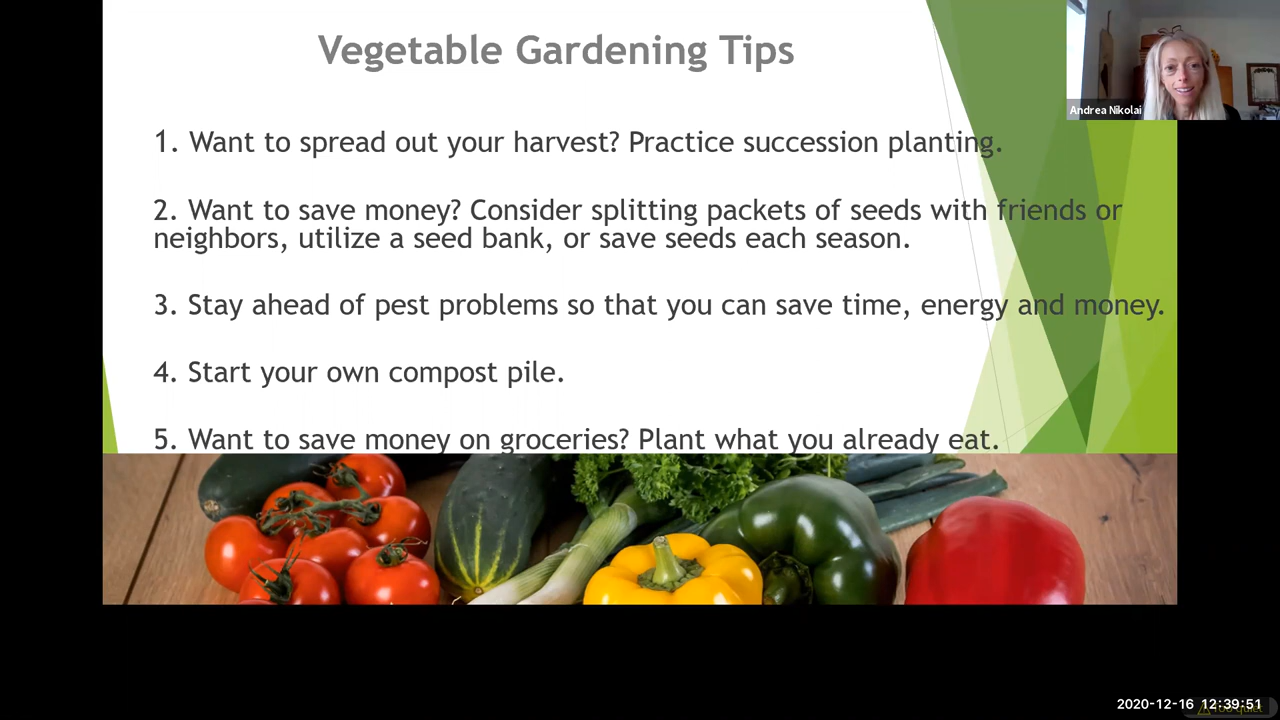 Vegetable Gardening Tips
Andrea Nikolai
1. Want to spread out your harvest? Practice succession planting.
2. Want to save money? Consider splitting packets of seeds with friends or
neighbors, utilize a seed bank, or save seeds each season.
3. Stay ahead of pest problems so that you can save time, energy and money.
4. Start your own compost pile.
5. Want to save money on groceries? Plant what you already eat.
2020-12-16 12:39:51